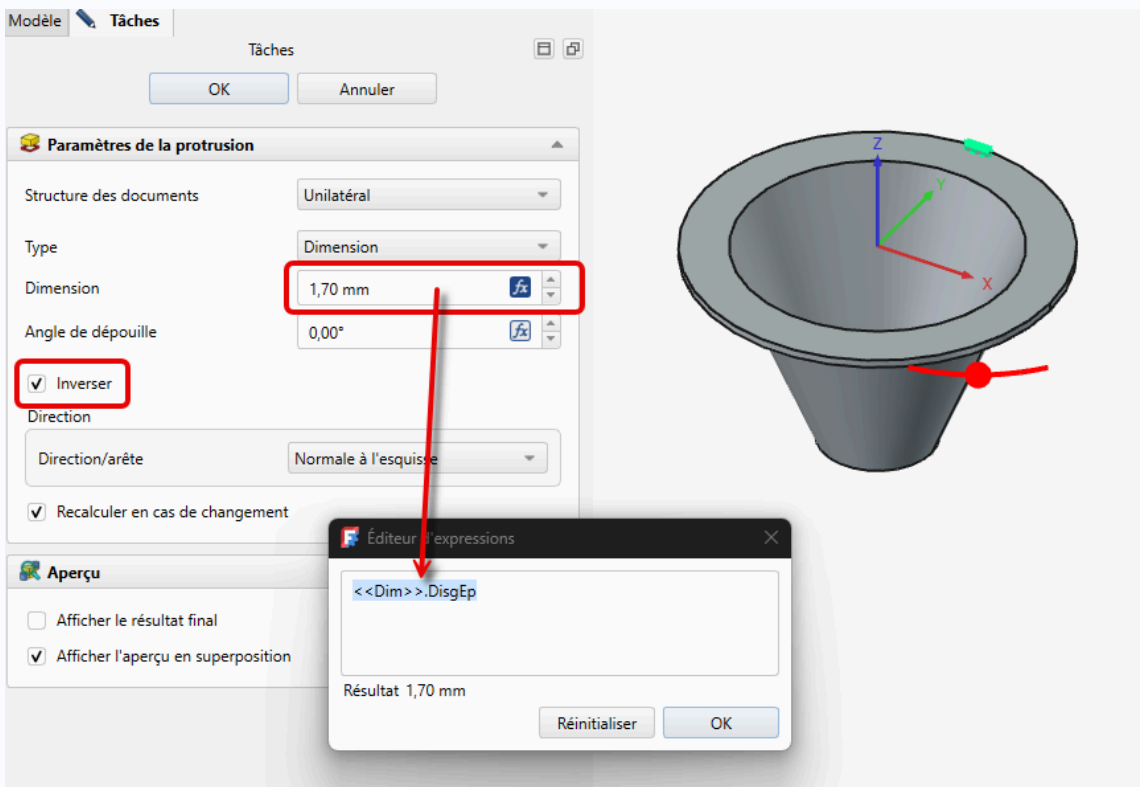 Modèle Tâches
Tâches
OK Annuler
Paramètres de la protrusion
Structure des documents Unilatéral
Type Dimension
Dimension 1,70 mm fx
Angle de dépouille 0,00° fx
Inverser
Direction
Direction/arête Normale à l'esquisse
Recalculer en cas de changement
Aperçu
Afficher le résultat final
Afficher l'aperçu en superposition
Éditeur d'expressions
<<Dim>>.DisgEp
Résultat 1,70 mm
Réinitialiser OK
Z
Y
X